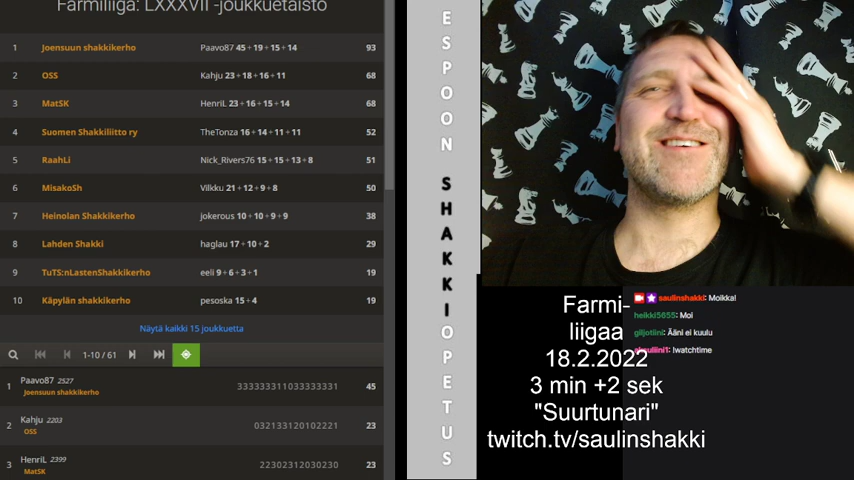 Farmiliiga: LXXXVII -joukkuetaisto
1 Joensuun shakkikerho Paavo87 45 + 19 + 15 + 14 93
2 OSS Kahju 23 + 18 + 16 + 11 68
3 MatSK HenriL 23 + 16 + 15 + 14 68
4 Suomen Shakkiliitto ry TheTonza 16 + 14 + 11 + 11 52
5 RaahLi Nick_Rivers76 15 + 15 + 13 + 8 51
6 MisakoSh Vilkku 21 + 12 + 9 + 8 50
7 Heinolan Shakkikerho jokerous 10 + 10 + 9 + 9 38
8 Lahden Shakki haglau 17 + 10 + 2 29
9 TuTS:nLastenShakkikerho eeli 9 + 6 + 3 + 1 19
10 Käpylän shakkikerho pesoska 15 + 4 19
Näytä kaikki 15 joukkuetta
1-10 / 61
1 Paavo87 2527 333333311033333331 45
Joensuun shakkikerho
2 Kahju 2203 032133120102221 23
OSS
3 HenriL 2399 22302312030230 23
MatSK
ESPOON SHAKKIOPETUS
Farmi-
liigaa
18.2.2022
3 min +2 sek
"Suurtunari"
twitch.tv/saulinshakki
saulinshakki: Moikka!
heikki5655: Moi
: Ääni ei kuulu
: !watchtime